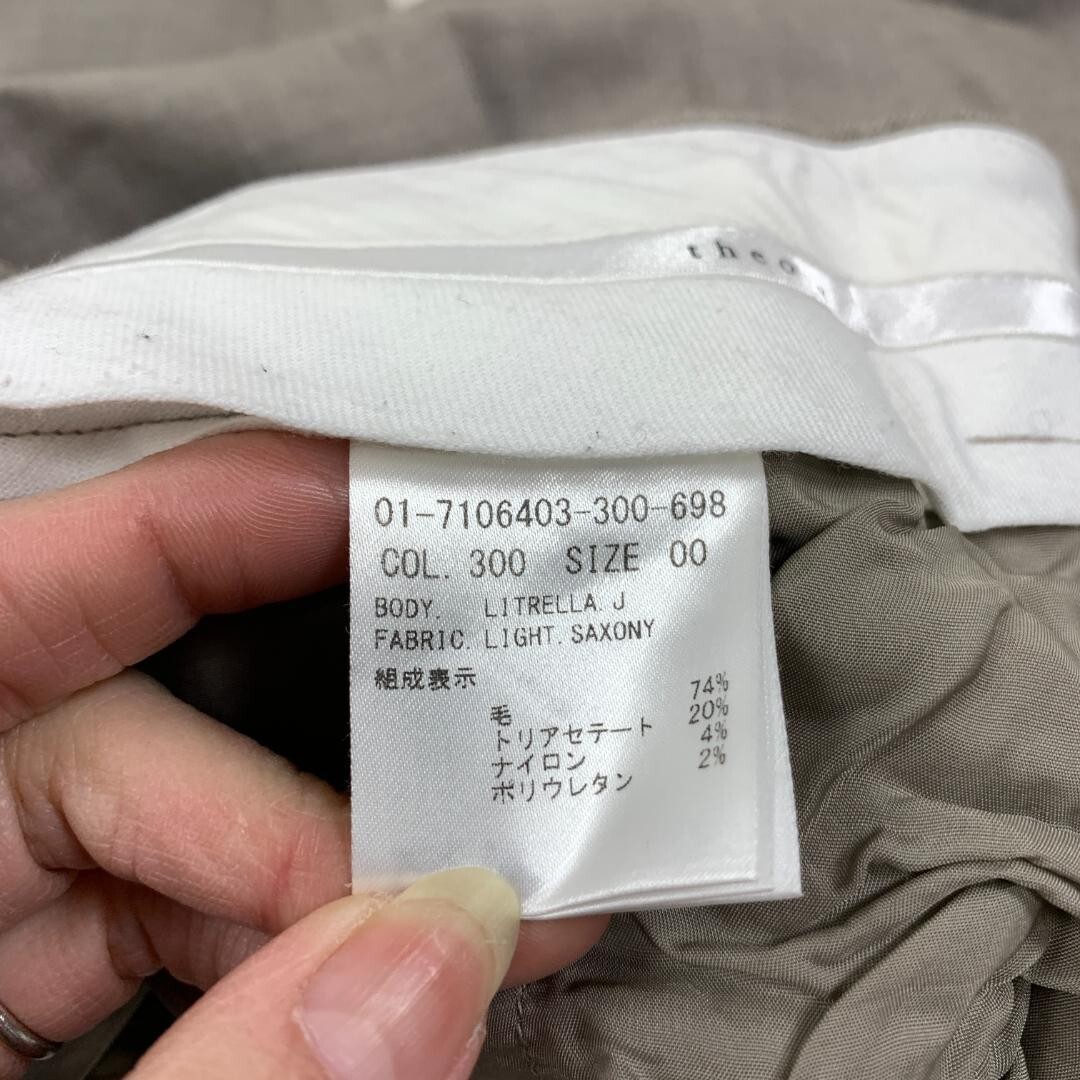 theo
01-7106403-300-698
COL. 300 SIZE 00
BODY. LITRELLA.J
FABRIC. LIGHT.SAXONY
組成表示
毛 74%
トリアセテート 20%
ナイロン 4%
ポリウレタン 2%